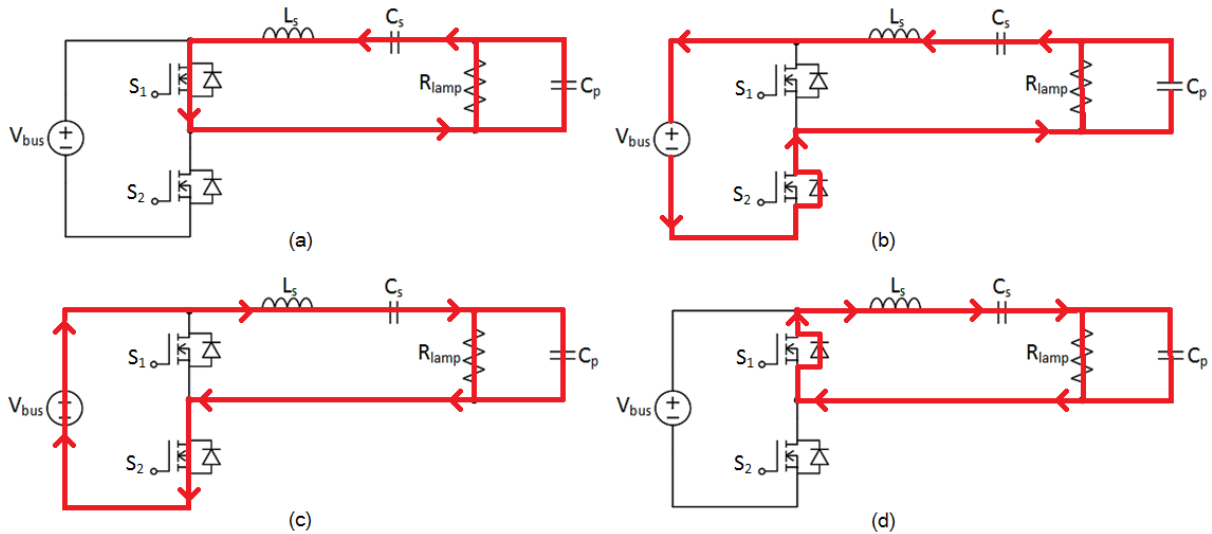 Ls Cs
S1 Rlamp Cp
Vbus + −
S2
(a)
Ls Cs
S1 Rlamp Cp
Vbus + −
S2
(b)
Ls Cs
S1 Rlamp Cp
Vbus
S2
(c)
Ls Cs
S1 Rlamp Cp
Vbus + −
S2
(d)